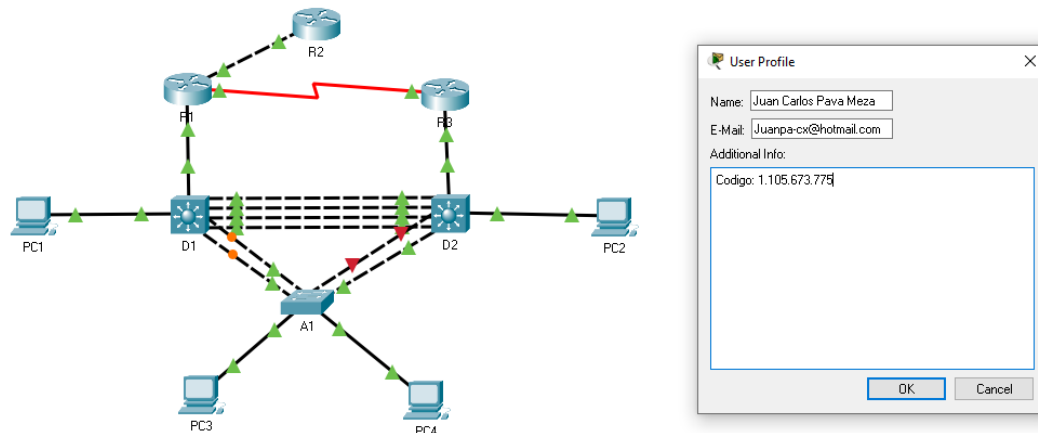 R2
R1
R3
PC1
D1
D2
PC2
A1
PC3
PC4
User Profile
Name: Juan Carlos Pava Meza
E-Mail: Juanpa-cx@hotmail.com
Additional Info:
Codigo: 1.105.673.775
OK Cancel